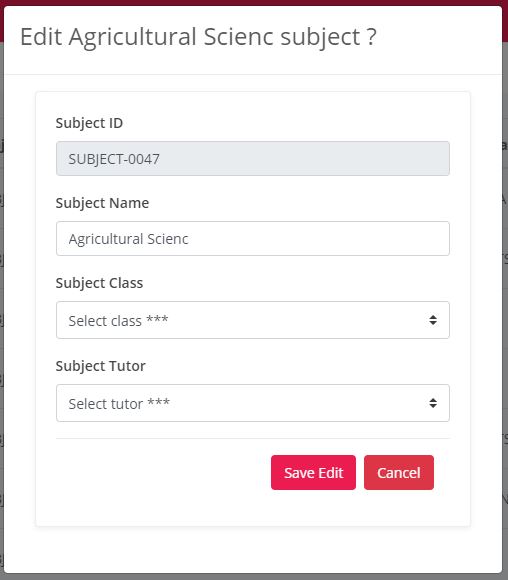 Edit Agricultural Scienc subject ?
Subject ID
SUBJECT-0047
Subject Name
Agricultural Scienc
Subject Class
Select class ***
Subject Tutor
Select tutor ***
Save Edit Cancel